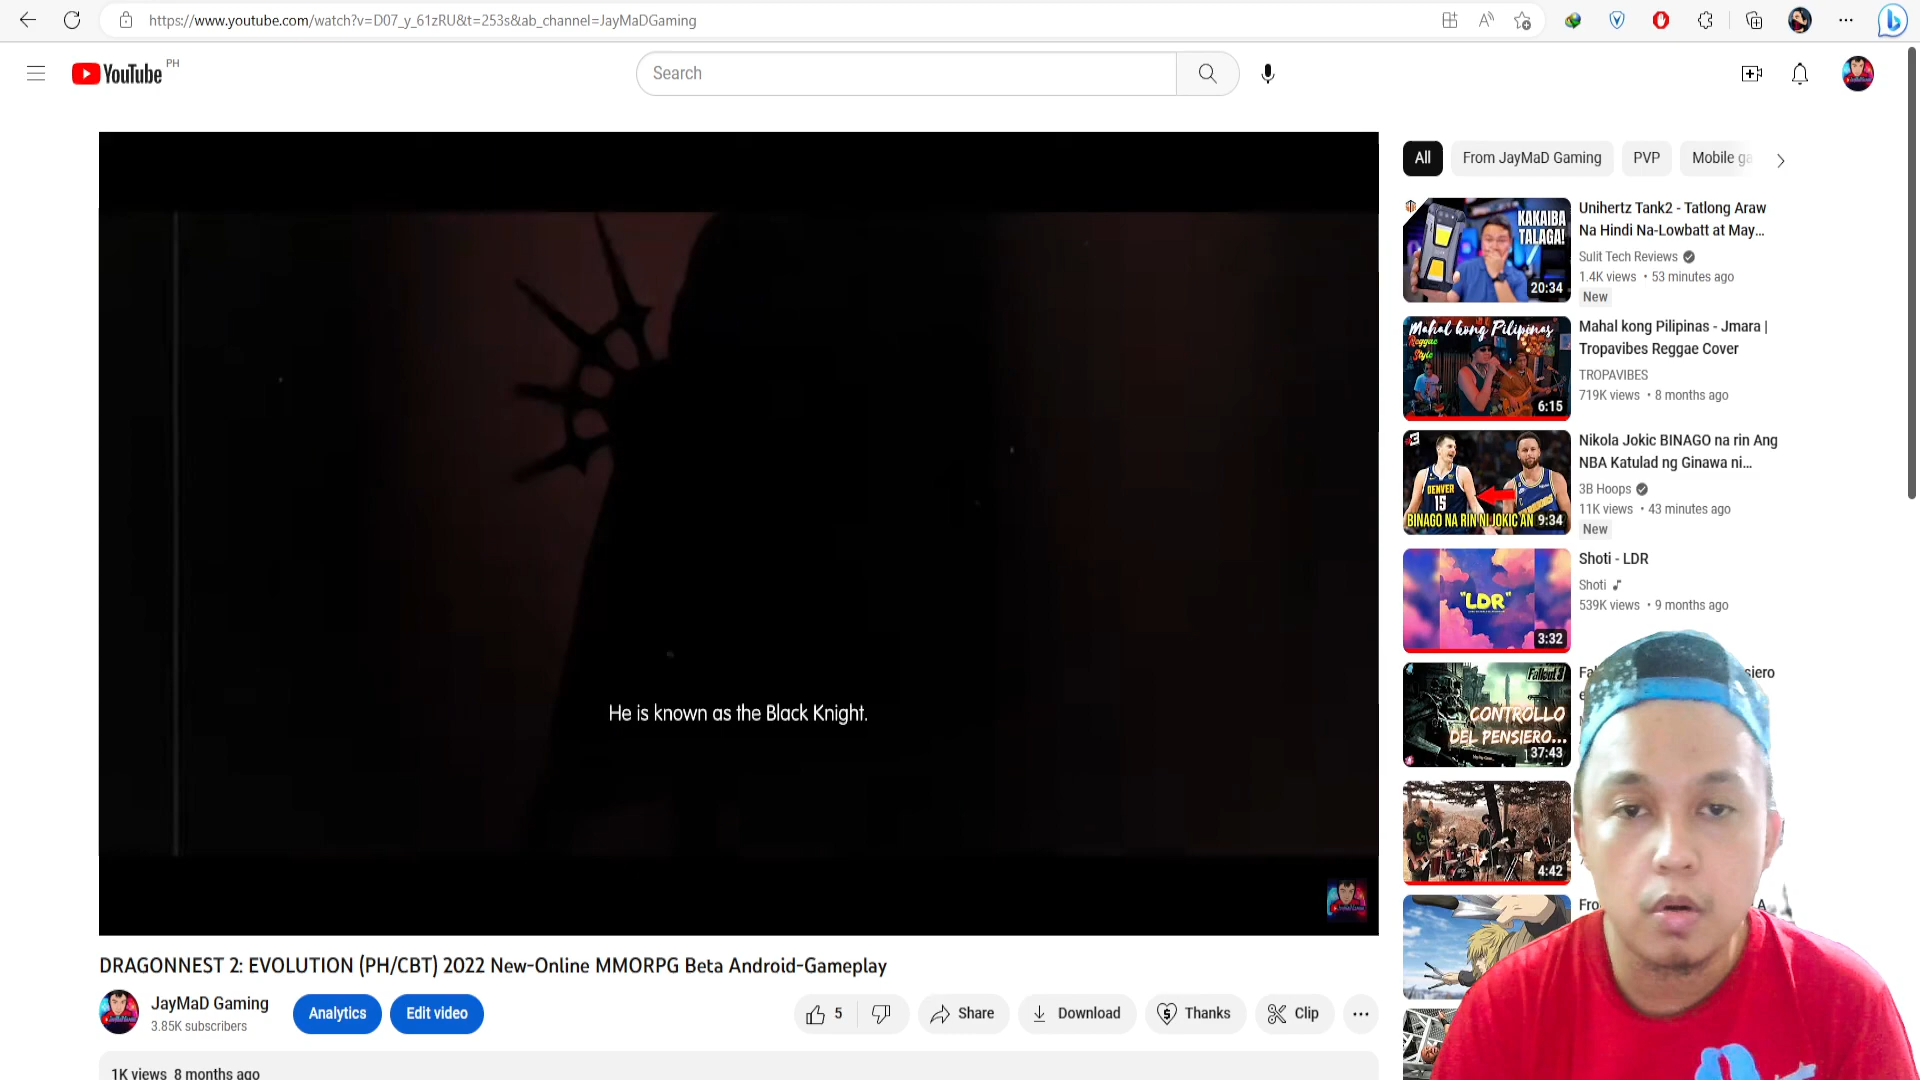 https://www.youtube.com/watch?v=D07_y_61zRU&t=253s&ab_channel=JayMaDGaming
YouTube PH
Search
All
From JayMaD Gaming
PVP
Mobile ga
KAKAIBA
TALAGA!
20:34
Unihertz Tank2 - Tatlong Araw
Na Hindi Na-Lowbatt at May...
Sulit Tech Reviews
1.4K views • 53 minutes ago
New
Mahal kong Pilipinas
Reggae
Style
6:15
Mahal kong Pilipinas - Jmara |
Tropavibes Reggae Cover
TROPAVIBES
719K views • 8 months ago
DENVER
15
BINAGO NA RIN NI JOKIC AN
9:34
Nikola Jokic BINAGO na rin Ang
NBA Katulad ng Ginawa ni...
3B Hoops
11K views • 43 minutes ago
New
"LDR"
3:32
Shoti - LDR
Shoti
539K views • 9 months ago
Fallout 3
CONTROLLO
DEL PENSIERO...
37:43
siero
4:42
Fro
A
He is known as the Black Knight.
DRAGONNEST 2: EVOLUTION (PH/CBT) 2022 New-Online MMORPG Beta Android-Gameplay
JayMaD Gaming
3.85K subscribers
Analytics
Edit video
5
Share
Download
Thanks
Clip
1K views 8 months ago